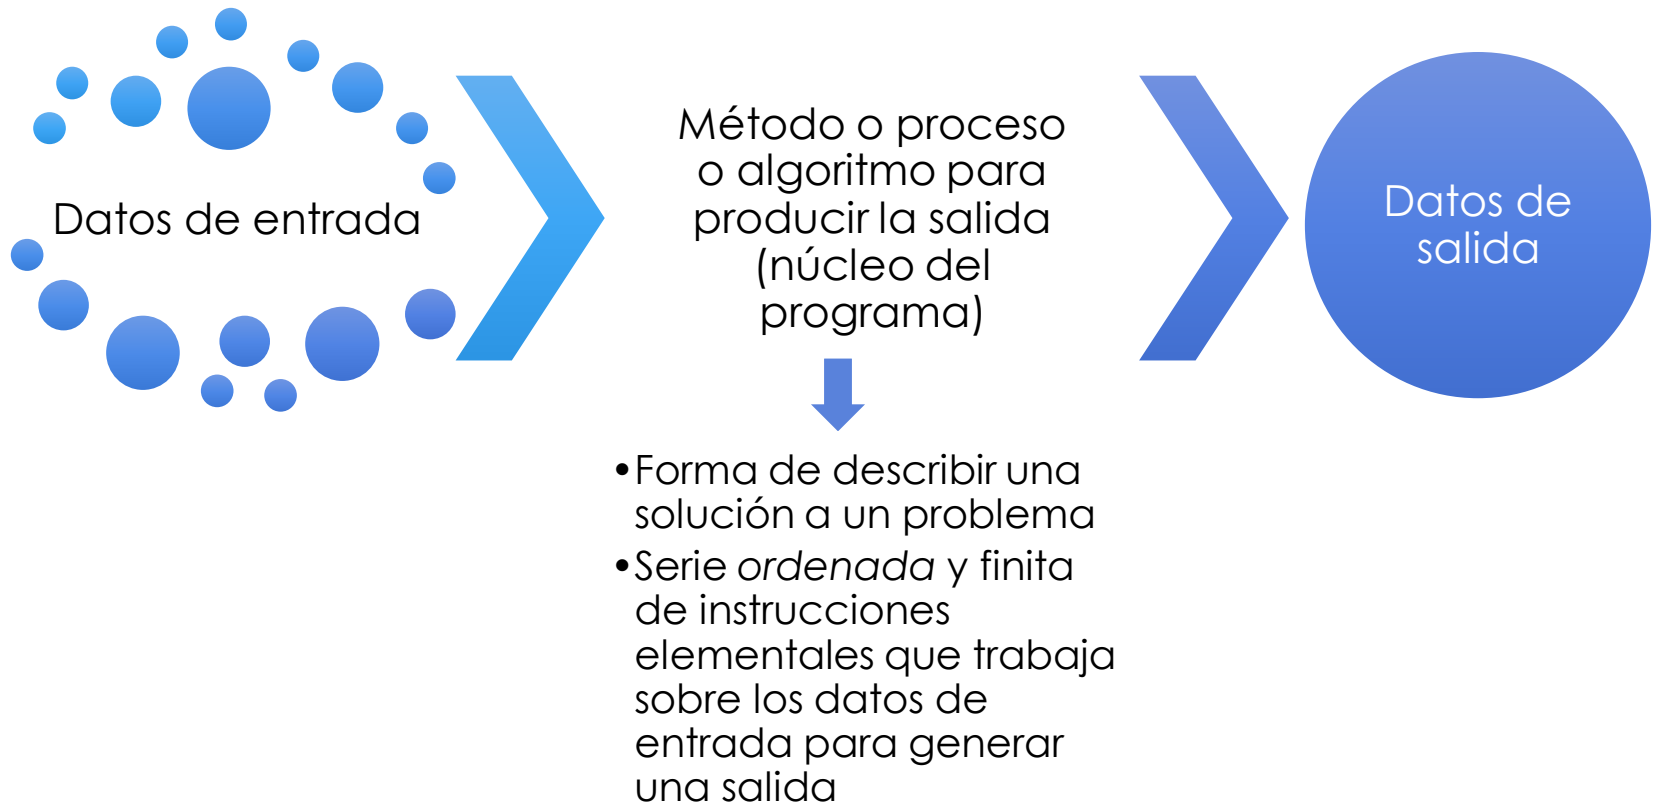 Datos de entrada
Método o proceso
o algoritmo para
producir la salida
(núcleo del
programa)
Datos de
salida
•Forma de describir una
solución a un problema
•Serie ordenada y finita
de instrucciones
elementales que trabaja
sobre los datos de
entrada para generar
una salida